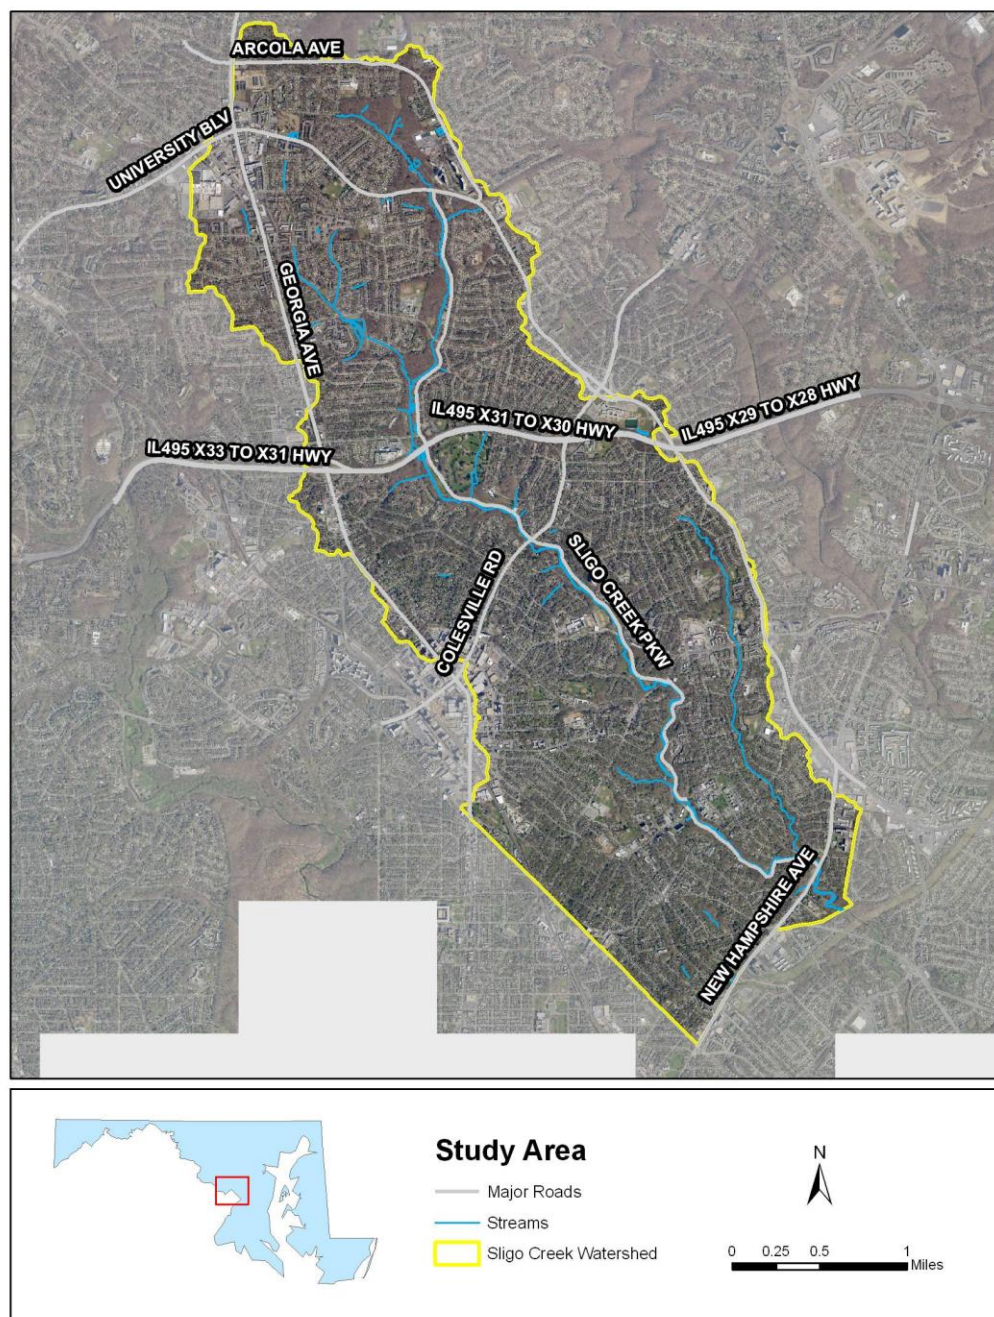 ARCOLA AVE
UNIVERSITY BLV
GEORGIA AVE
IL495 X31 TO X30 HWY
IL495 X29 TO X28 HWY
IL495 X33 TO X31 HWY
COLESVILLE RD
SLIGO CREEK PKW
NEW HAMPSHIRE AVE
Study Area
Major Roads
Streams
Sligo Creek Watershed
N
0 0.25 0.5 1
Miles